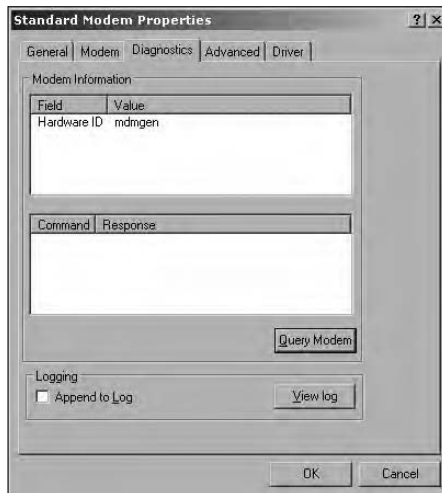 Standard Modem Properties
General Modem Diagnostics Advanced Driver
Modem Information
Field Value
Hardware ID mdmgen
Command Response
Query Modem
Logging
Append to Log
View log
OK Cancel